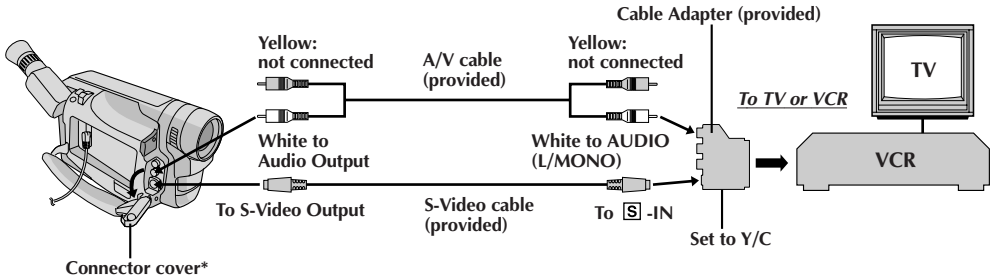 Cable Adapter (provided)
Yellow:
not connected
A/V cable
(provided)
Yellow:
not connected
TV
To TV or VCR
White to
Audio Output
White to AUDIO
(L/MONO)
VCR
To S-Video Output
S-Video cable
(provided)
To S -IN
Set to Y/C
Connector cover*